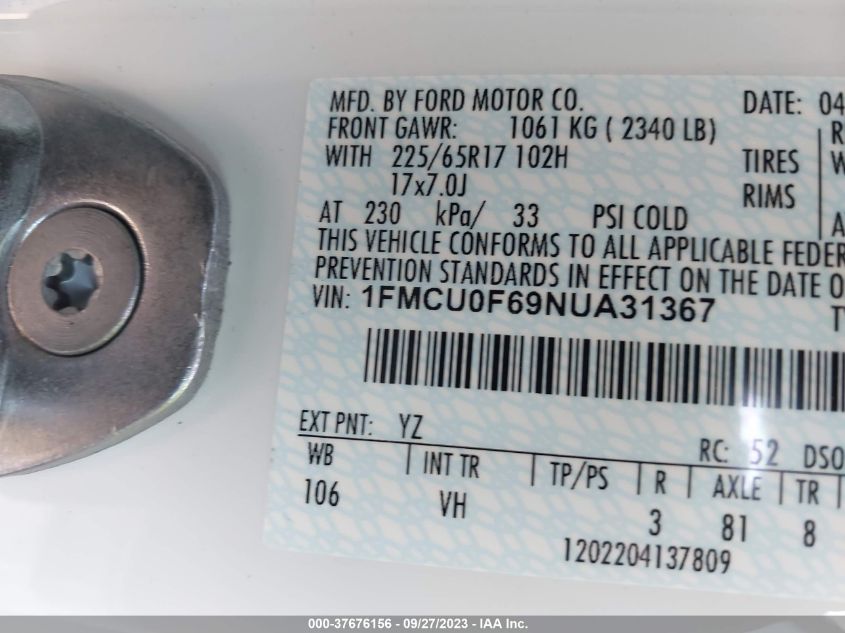 MFD. BY FORD MOTOR CO. DATE: 04
FRONT GAWR: 1061 KG ( 2340 LB)
WITH 225/65R17 102H TIRES
17x7.0J RIMS
AT 230 kPa/ 33 PSI COLD
THIS VEHICLE CONFORMS TO ALL APPLICABLE FEDER
PREVENTION STANDARDS IN EFFECT ON THE DATE O
VIN: 1FMCU0F69NUA31367
EXT PNT: YZ RC: 52 DSO
WB INT TR TP/PS R AXLE TR
106 VH 3 81 8
1202204137809
000-37676156 - 09/27/2023 - IAA Inc.